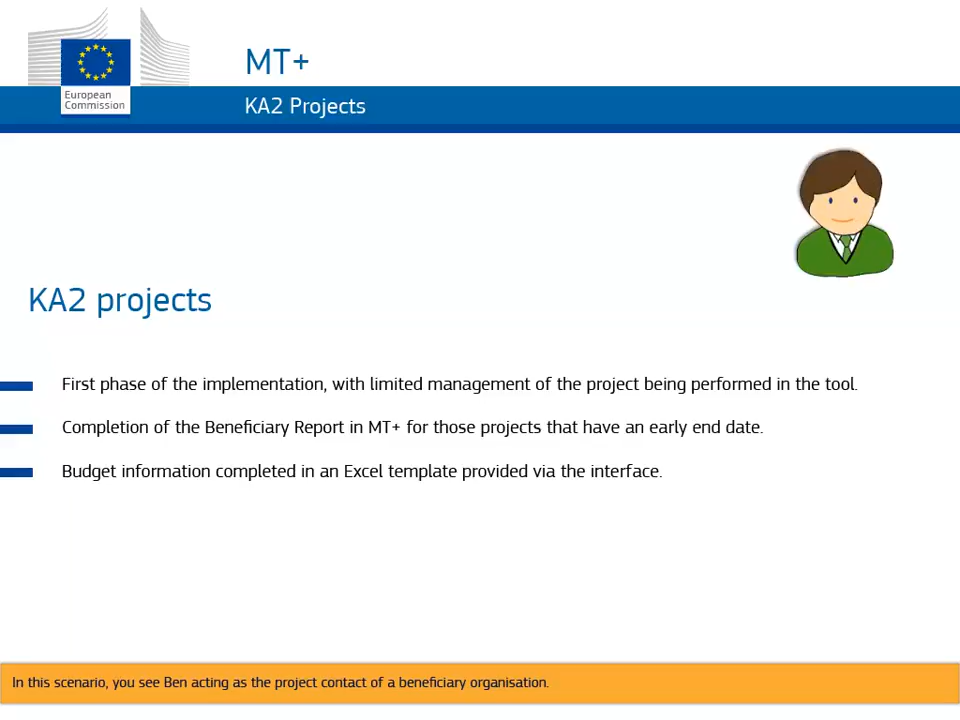 MT+
European
Commission
KA2 Projects
KA2 projects
First phase of the implementation, with limited management of the project being performed in the tool.
Completion of the Beneficiary Report in MT+ for those projects that have an early end date.
Budget information completed in an Excel template provided via the interface.
In this scenario, you see Ben acting as the project contact of a beneficiary organisation.